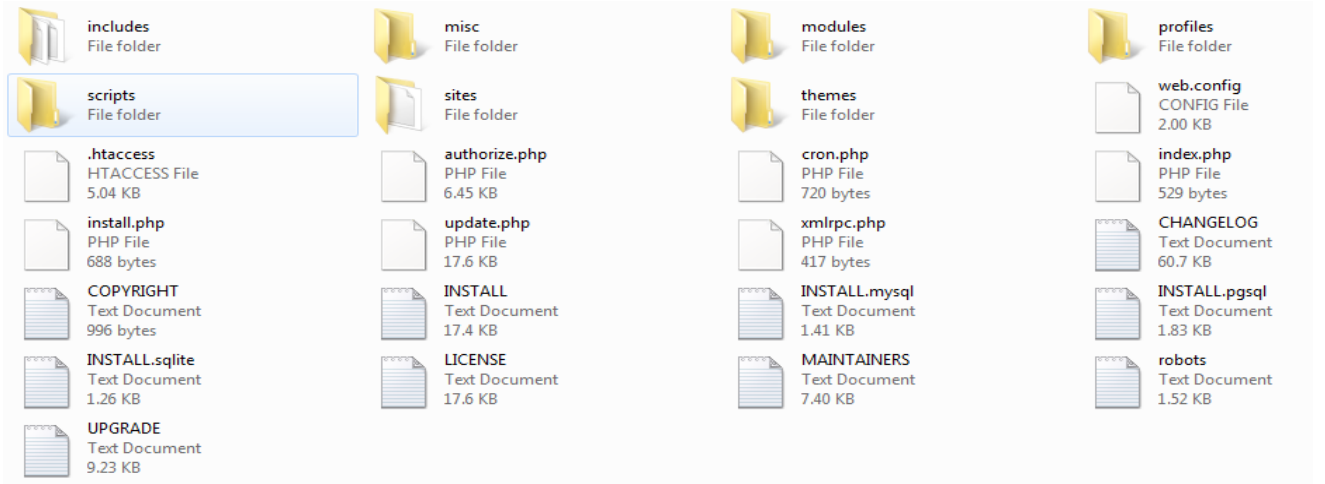 includes
File folder
misc
File folder
modules
File folder
profiles
File folder
scripts
File folder
sites
File folder
themes
File folder
web.config
CONFIG File
2.00 KB
.htaccess
HTACCESS File
5.04 KB
authorize.php
PHP File
6.45 KB
cron.php
PHP File
720 bytes
index.php
PHP File
529 bytes
install.php
PHP File
688 bytes
update.php
PHP File
17.6 KB
xmlrpc.php
PHP File
417 bytes
CHANGELOG
Text Document
60.7 KB
COPYRIGHT
Text Document
996 bytes
INSTALL
Text Document
17.4 KB
INSTALL.mysql
Text Document
1.41 KB
INSTALL.pgsql
Text Document
1.83 KB
INSTALL.sqlite
Text Document
1.26 KB
LICENSE
Text Document
17.6 KB
MAINTAINERS
Text Document
7.40 KB
robots
Text Document
1.52 KB
UPGRADE
Text Document
9.23 KB